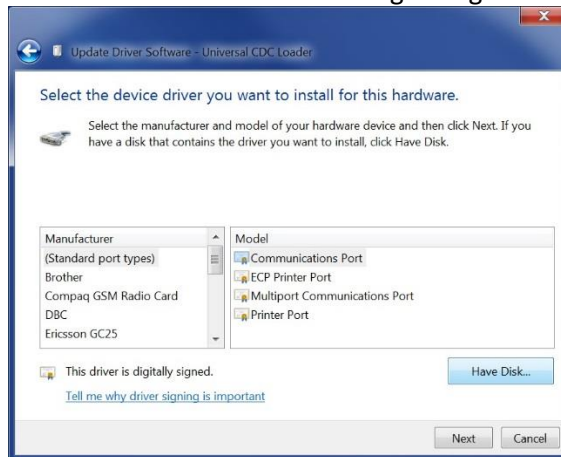 Update Driver Software - Universal CDC Loader
Select the device driver you want to install for this hardware.
Select the manufacturer and model of your hardware device and then click Next. If you
have a disk that contains the driver you want to install, click Have Disk.
Manufacturer
(Standard port types)
Brother
Compaq GSM Radio Card
DBC
Ericsson GC25
Model
Communications Port
ECP Printer Port
Multiport Communications Port
Printer Port
This driver is digitally signed.
Have Disk...
Tell me why driver signing is important
Next
Cancel